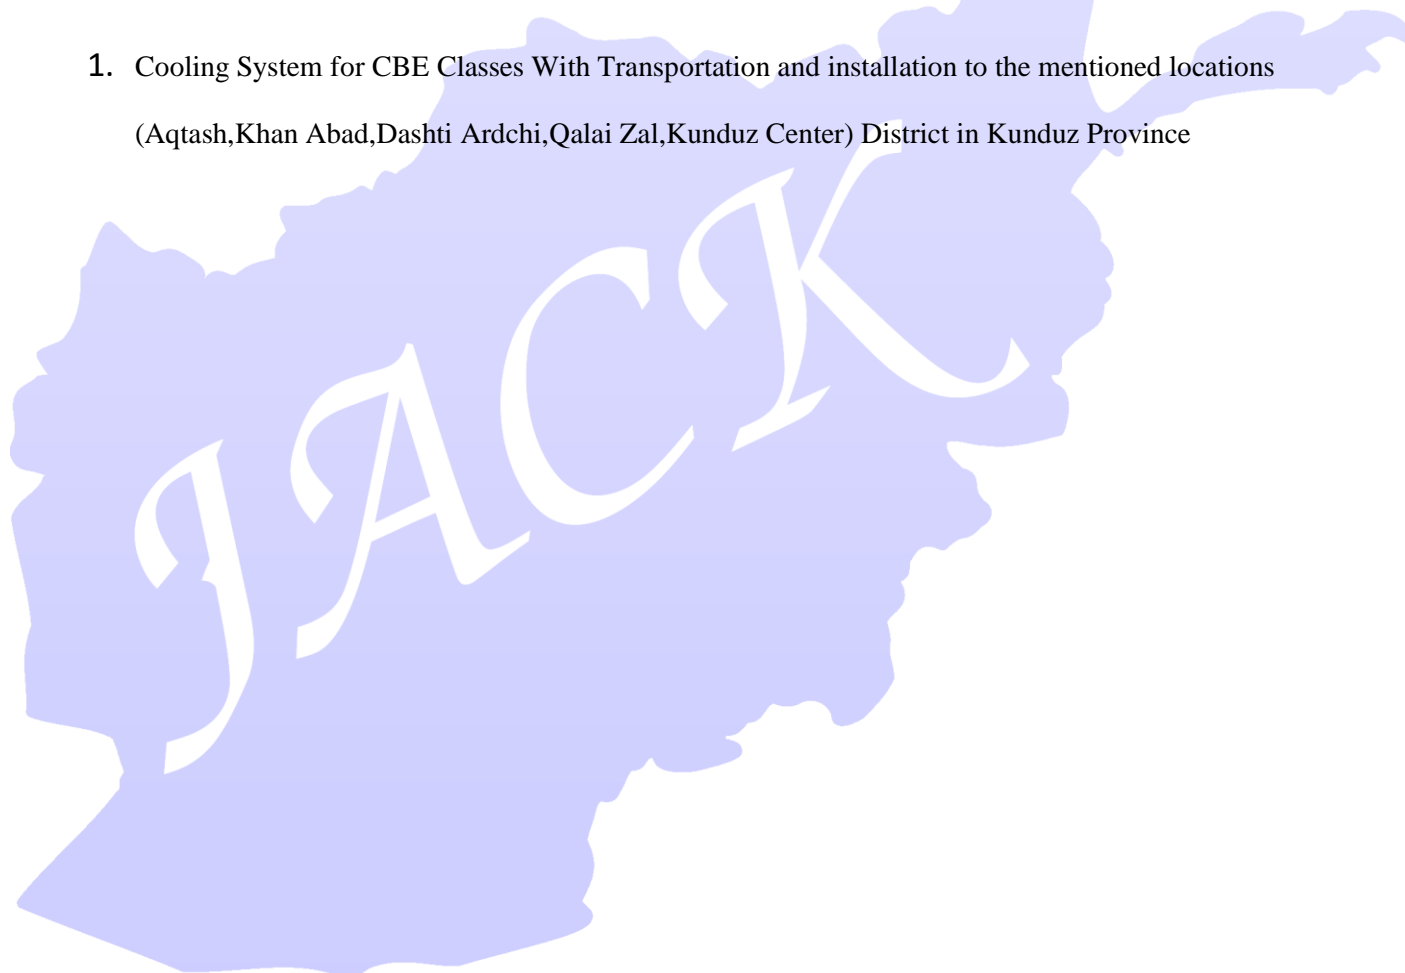 1. Cooling System for CBE Classes With Transportation and installation to the mentioned locations
(Aqtash,Khan Abad,Dashti Ardchi,Qalai Zal,Kunduz Center) District in Kunduz Province
JACK